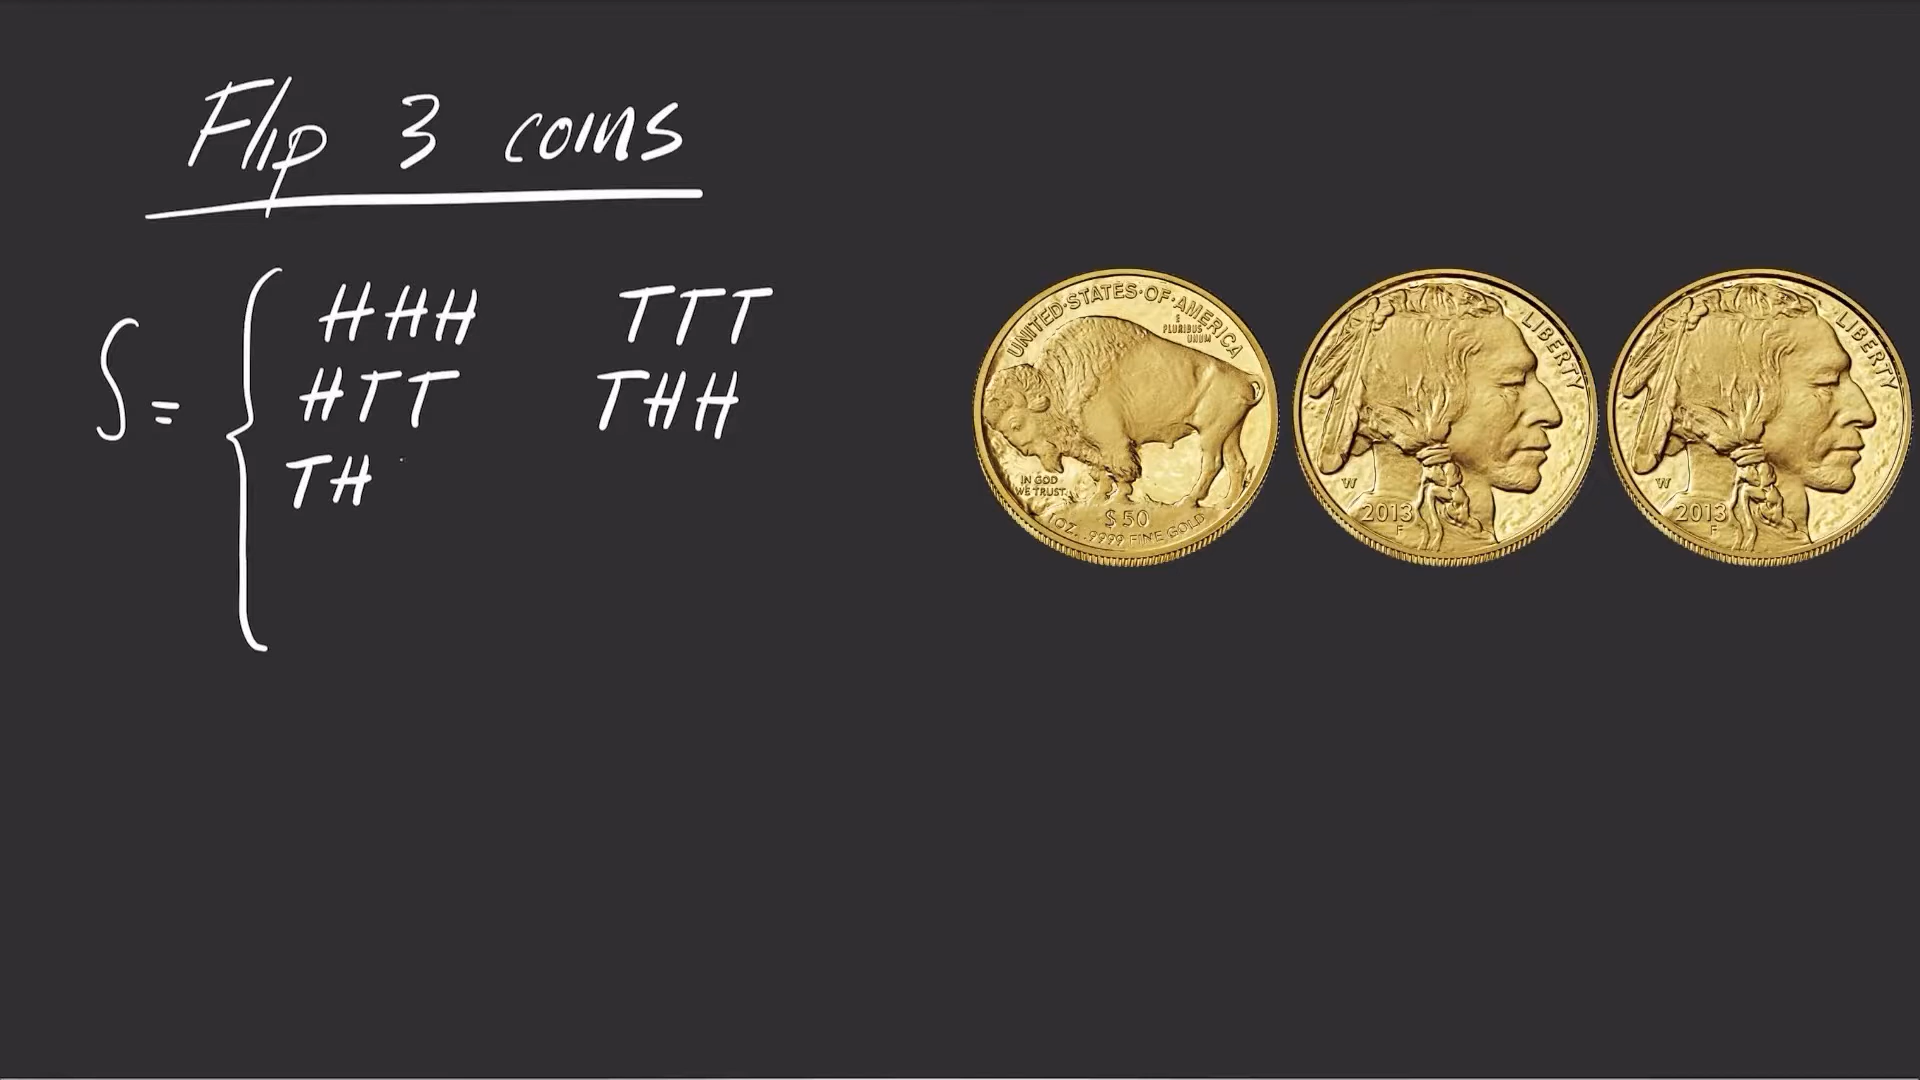 Flip 3 coins
S = { HHH TTT
HTT THH
TH
UNITED·STATES·OF·AMERICA
E
PLURIBUS
UNUM
IN GOD
WE TRUST
$50
1 OZ. .9999 FINE GOLD
LIBERTY
W
2013
F
LIBERTY
W
2013
F